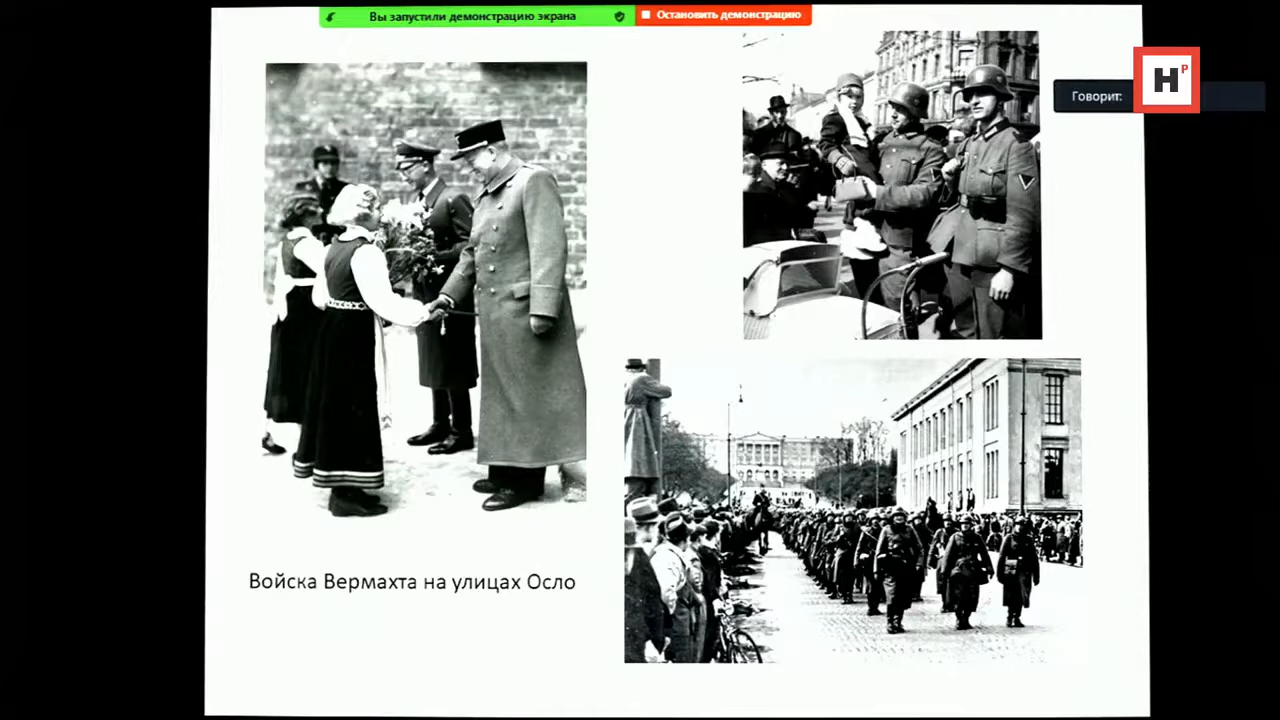 Вы запустили демонстрацию экрана
Остановить демонстрацию
Говорит:
Н
Р
Войска Вермахта на улицах Осло